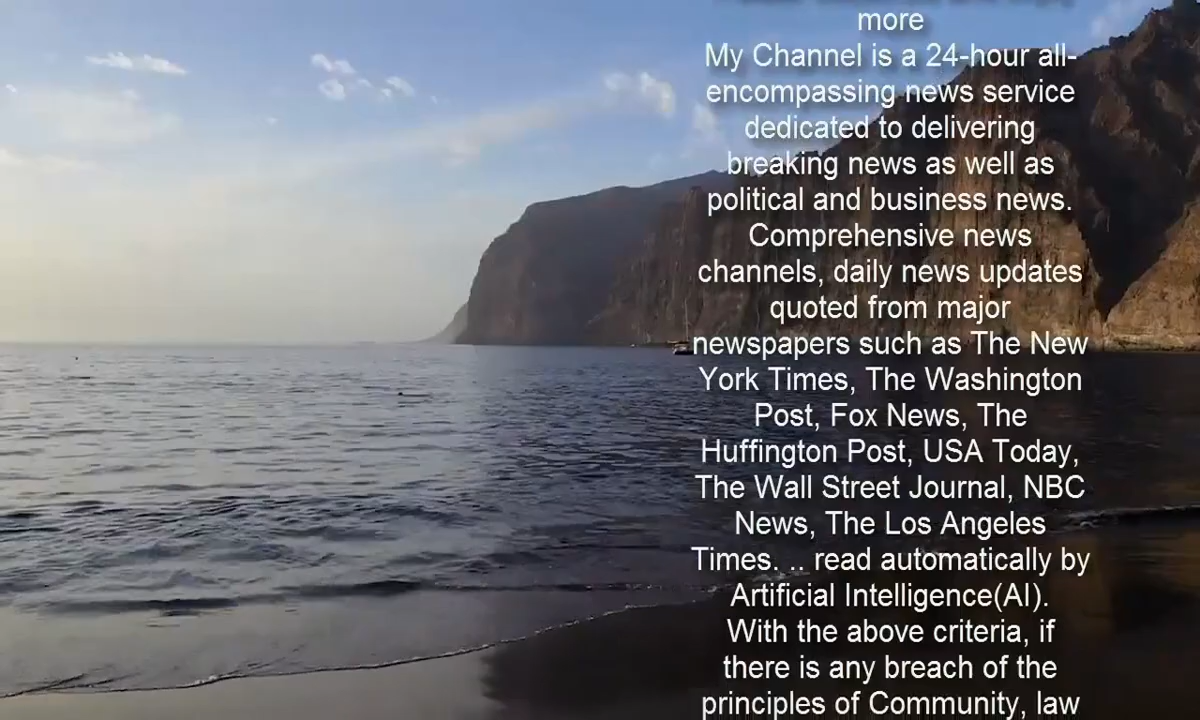 more
My Channel is a 24-hour all-
encompassing news service
dedicated to delivering
breaking news as well as
political and business news.
Comprehensive news
channels, daily news updates
quoted from major
newspapers such as The New
York Times, The Washington
Post, Fox News, The
Huffington Post, USA Today,
The Wall Street Journal, NBC
News, The Los Angeles
Times. .. read automatically by
Artificial Intelligence(AI).
With the above criteria, if
there is any breach of the
principles of Community, law